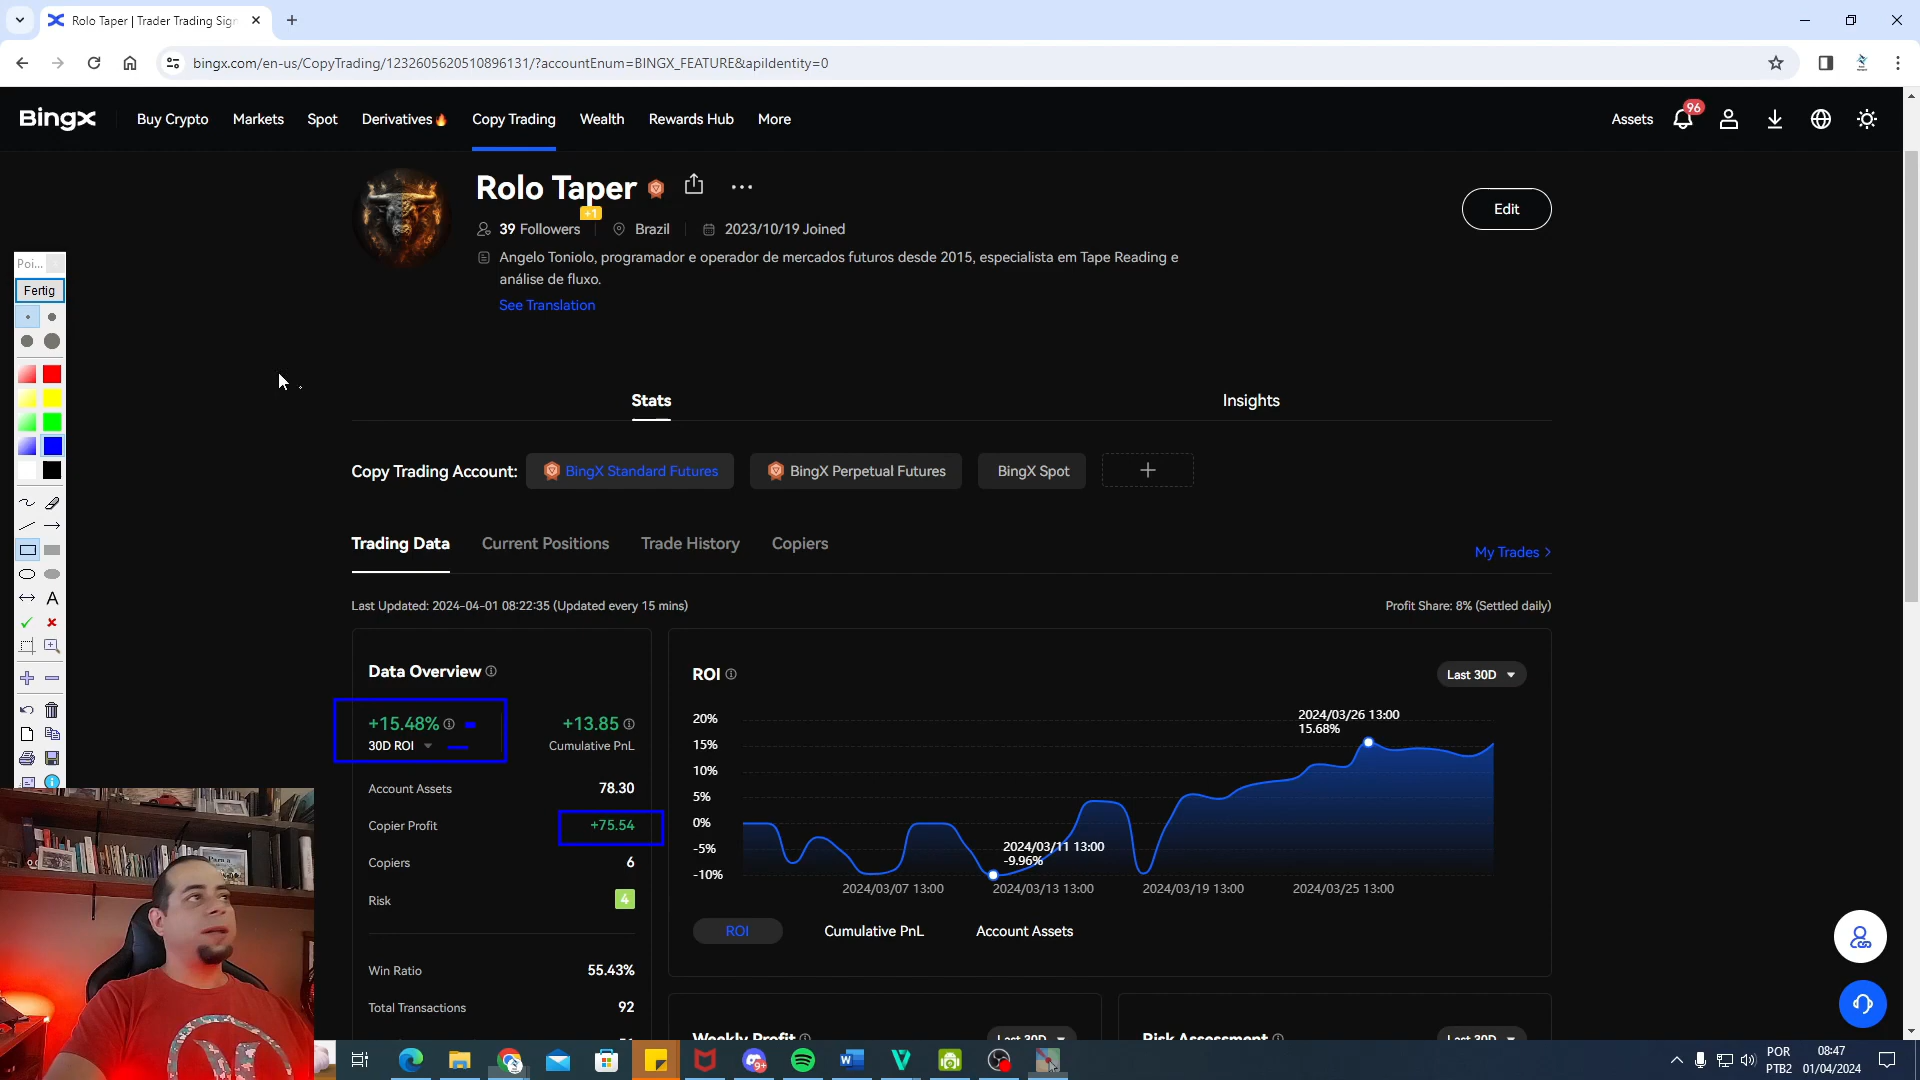 Rolo Taper | Trader Trading Sign
bingx.com/en-us/CopyTrading/1232605620510896131/?accountEnum=BINGX_FEATURE&apiIdentity=0
BingX
Buy Crypto
Markets
Spot
Derivatives
Copy Trading
Wealth
Rewards Hub
More
Assets
96
Rolo Taper
+1
39 Followers
Brazil
2023/10/19 Joined
Edit
Angelo Toniolo, programador e operador de mercados futuros desde 2015, especialista em Tape Reading e
análise de fluxo.
See Translation
Poi...
Fertig
A
Stats
Insights
Copy Trading Account:
BingX Standard Futures
BingX Perpetual Futures
BingX Spot
Trading Data
Current Positions
Trade History
Copiers
My Trades >
Last Updated: 2024-04-01 08:22:35 (Updated every 15 mins)
Profit Share: 8% (Settled daily)
Data Overview
+15.48%
30D ROI
+13.85
Cumulative PnL
Account Assets
78.30
Copier Profit
+75.54
Copiers
6
Risk
4
Win Ratio
55.43%
Total Transactions
92
ROI
Last 30D
20%
15%
10%
5%
0%
-5%
-10%
2024/03/26 13:00
15.68%
2024/03/11 13:00
-9.96%
2024/03/07 13:00
2024/03/13 13:00
2024/03/19 13:00
2024/03/25 13:00
ROI
Cumulative PnL
Account Assets
Weekly Profit
Last 30D
Risk Assessment
Last 30D
9+
POR
PTB2
08:47
01/04/2024